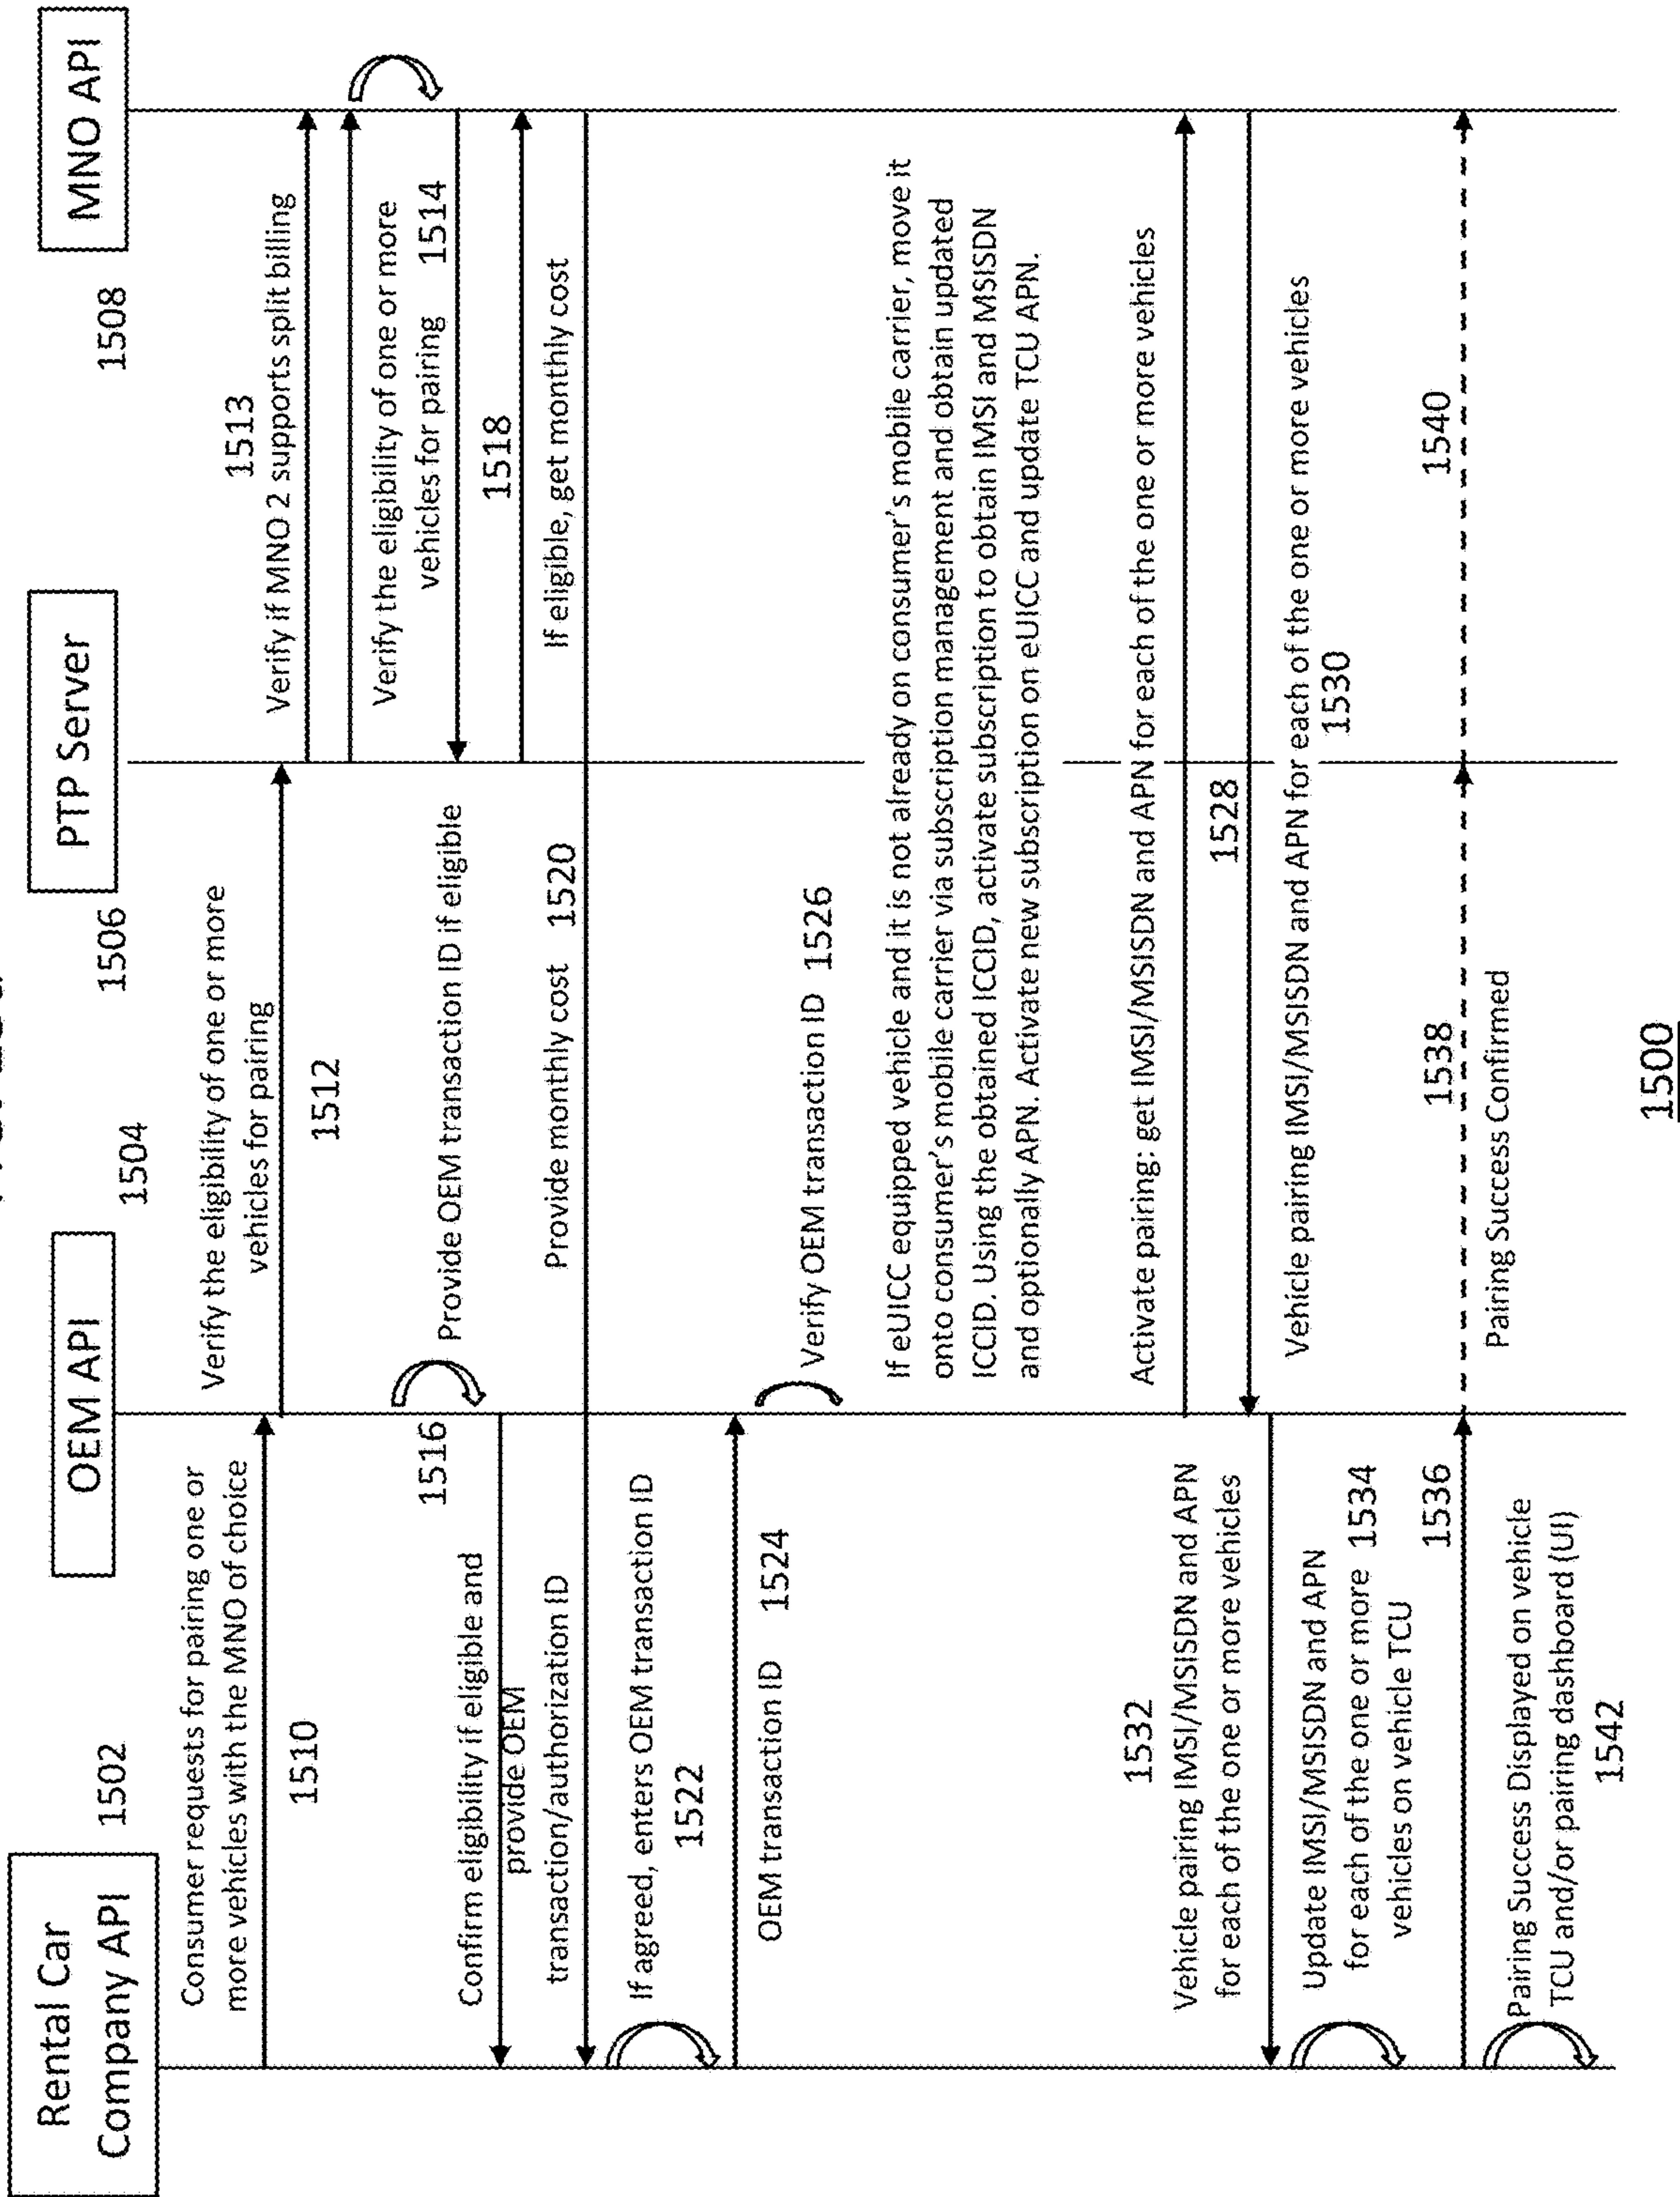 Rental Car
Company API
1502
OEM API
1504
PTP Server
1506
MNO API
1508
Consumer requests for pairing one or
more vehicles with the MNO of choice
1510
Verify the eligibility of one or more
vehicles for pairing
1512
1513
Verify if MNO 2 supports split billing
Verify the eligibility of one or more
vehicles for pairing 1514
1516
Provide OEM transaction ID if eligible
Confirm eligibility if eligible and
provide OEM
transaction/authorization ID
1518
If eligible, get monthly cost
Provide monthly cost 1520
If agreed, enters OEM transaction ID
1522
OEM transaction ID 1524
Verify OEM transaction ID 1526
If eUICC equipped vehicle and it is not already on consumer's mobile carrier, move it
onto consumer's mobile carrier via subscription management and obtain updated
ICCID. Using the obtained ICCID, activate subscription to obtain IMSI and MSISDN
and optionally APN. Activate new subscription on eUICC and update TCU APN.
Activate pairing: get IMSI/MSISDN and APN for each of the one or more vehicles
1528
Vehicle pairing IMSI/MSISDN and APN for each of the one or more vehicles
1530
1532
Vehicle pairing IMSI/MSISDN and APN
for each of the one or more vehicles
Update IMSI/MSISDN and APN
for each of the one or more 1534
vehicles on vehicle TCU
1536
1538
1540
Pairing Success Confirmed
Pairing Success Displayed on vehicle
TCU and/or pairing dashboard (UI)
1542
1500